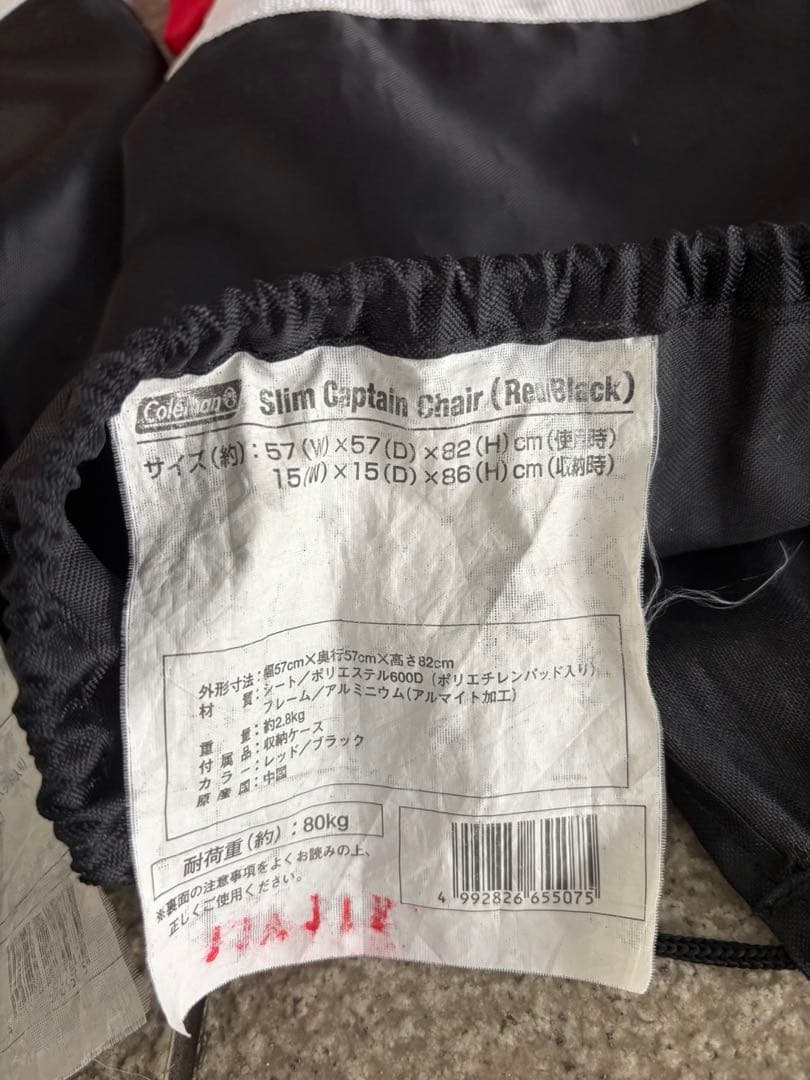 Coleman Slim Captain Chair (Red/Black)
サイズ(約):57(W)×57(D)×82(H)cm(使用時)
15(W)×15(D)×86(H)cm(収納時)
外形寸法:幅57cm×奥行57cm×高さ82cm
材質:シート/ポリエステル600D(ポリエチレンパッド入り)
フレーム/アルミニウム(アルマイト加工)
重量:約2.8kg
付属品:収納ケース
カラー:レッド/ブラック
原産国:中国
耐荷重(約):80kg
※裏面の注意事項をよくお読みの上、
正しくご使用ください。
4 992826 655075